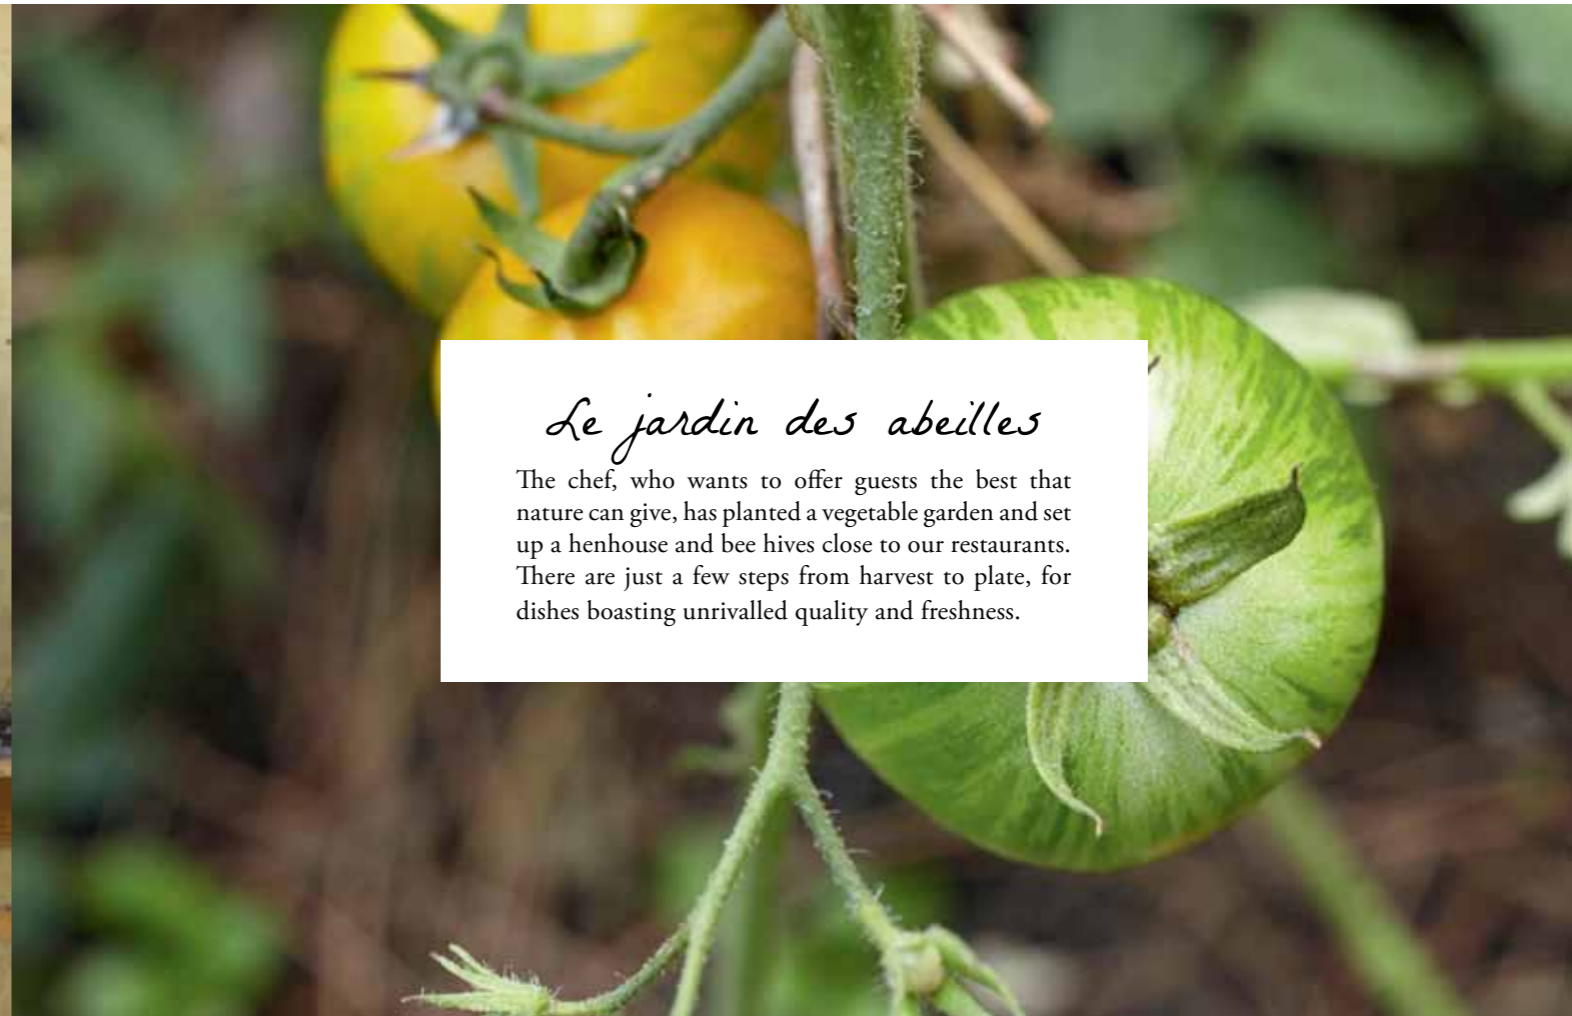 Le jardin des abeilles
The chef, who wants to offer guests the best that
nature can give, has planted a vegetable garden and set
up a henhouse and bee hives close to our restaurants.
There are just a few steps from harvest to plate, for
dishes boasting unrivalled quality and freshness.